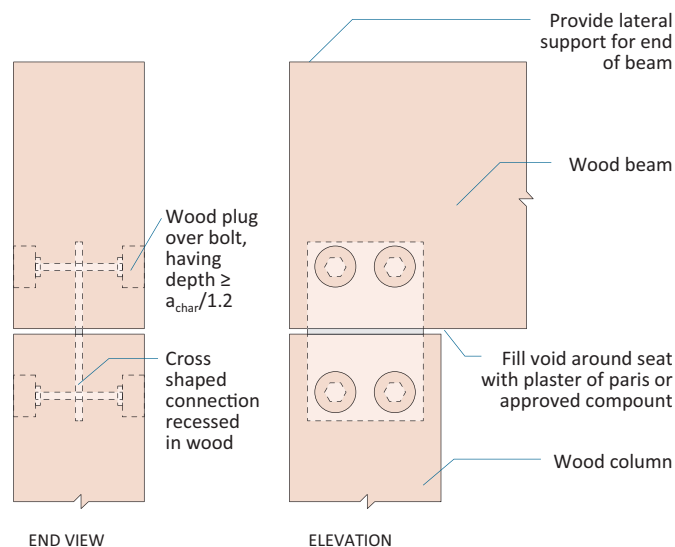 Provide lateral
support for end
of beam
Wood beam
Wood plug
over bolt,
having
depth ≥
a_char/1.2
Cross
shaped
connection
recessed
in wood
Fill void around seat
with plaster of paris or
approved compount
Wood column
END VIEW
ELEVATION